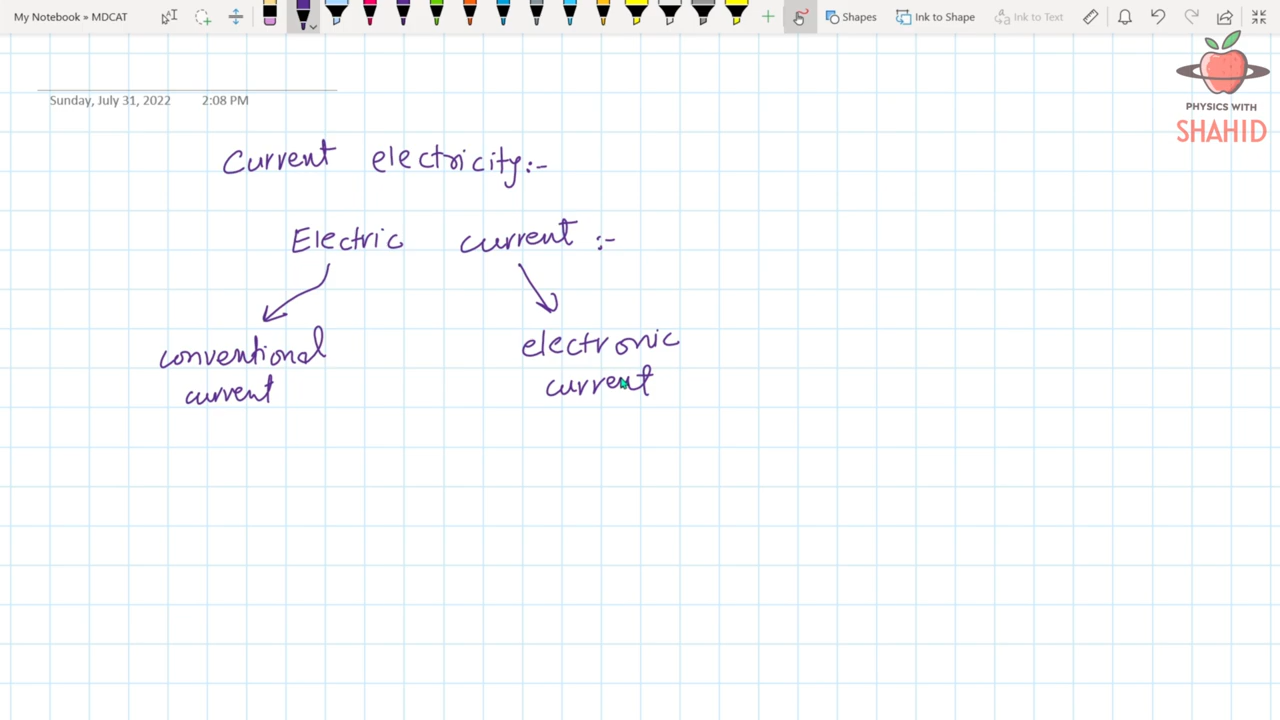 My Notebook » MDCAT
Shapes
Ink to Shape
Ink to Text
PHYSICS WITH
SHAHID
Sunday, July 31, 2022 2:08 PM
Current electricity:-
Electric current :-
conventional
current
electronic
current